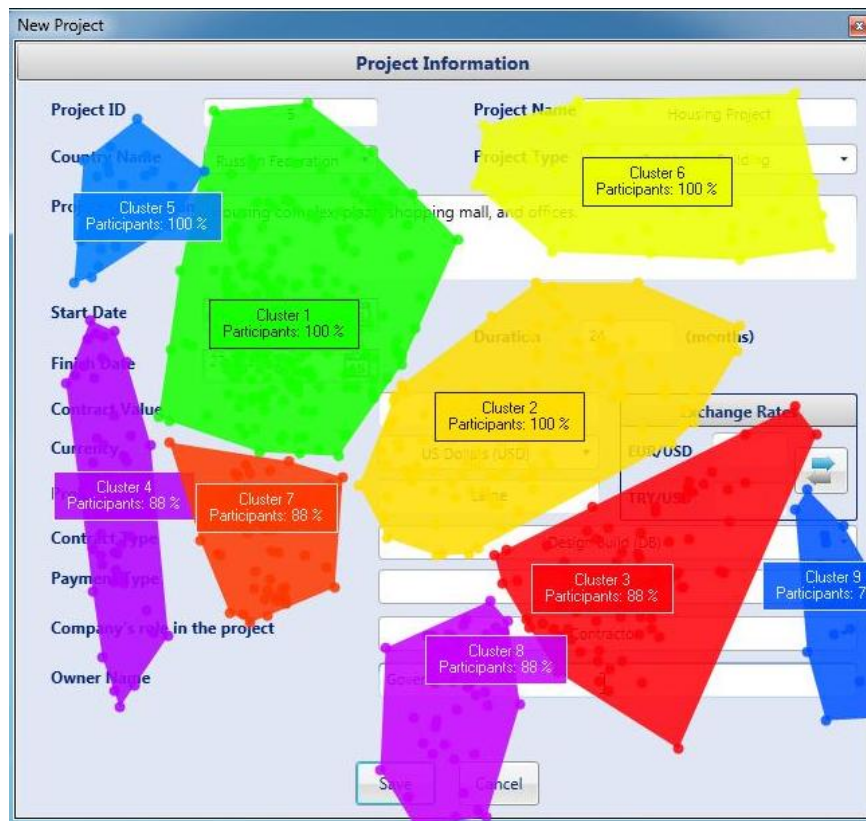 New Project
Project Information
Project ID 5 Project Name Housing Project
Country Name Russian Federation Project Type
Cluster 6
Participants: 100 %
Cluster 5
Participants: 100 %
Housing complex, plaza, shopping mall, and offices.
Start Date
Cluster 1
Participants: 100 %
Duration 24 (months)
Finish Date
Contract Value
Cluster 2
Participants: 100 %
Exchange Rates
Currency US Dollars (USD) EUR/USD
Cluster 4
Participants: 88 %
Cluster 7
Participants: 88 %
Large TRY/USD
Contract Type Design Build (DB)
Payment Type
Cluster 3
Participants: 88 %
Cluster 9
Company's role in the project Contractor
Cluster 8
Participants: 88 %
Owner Name
Save Cancel